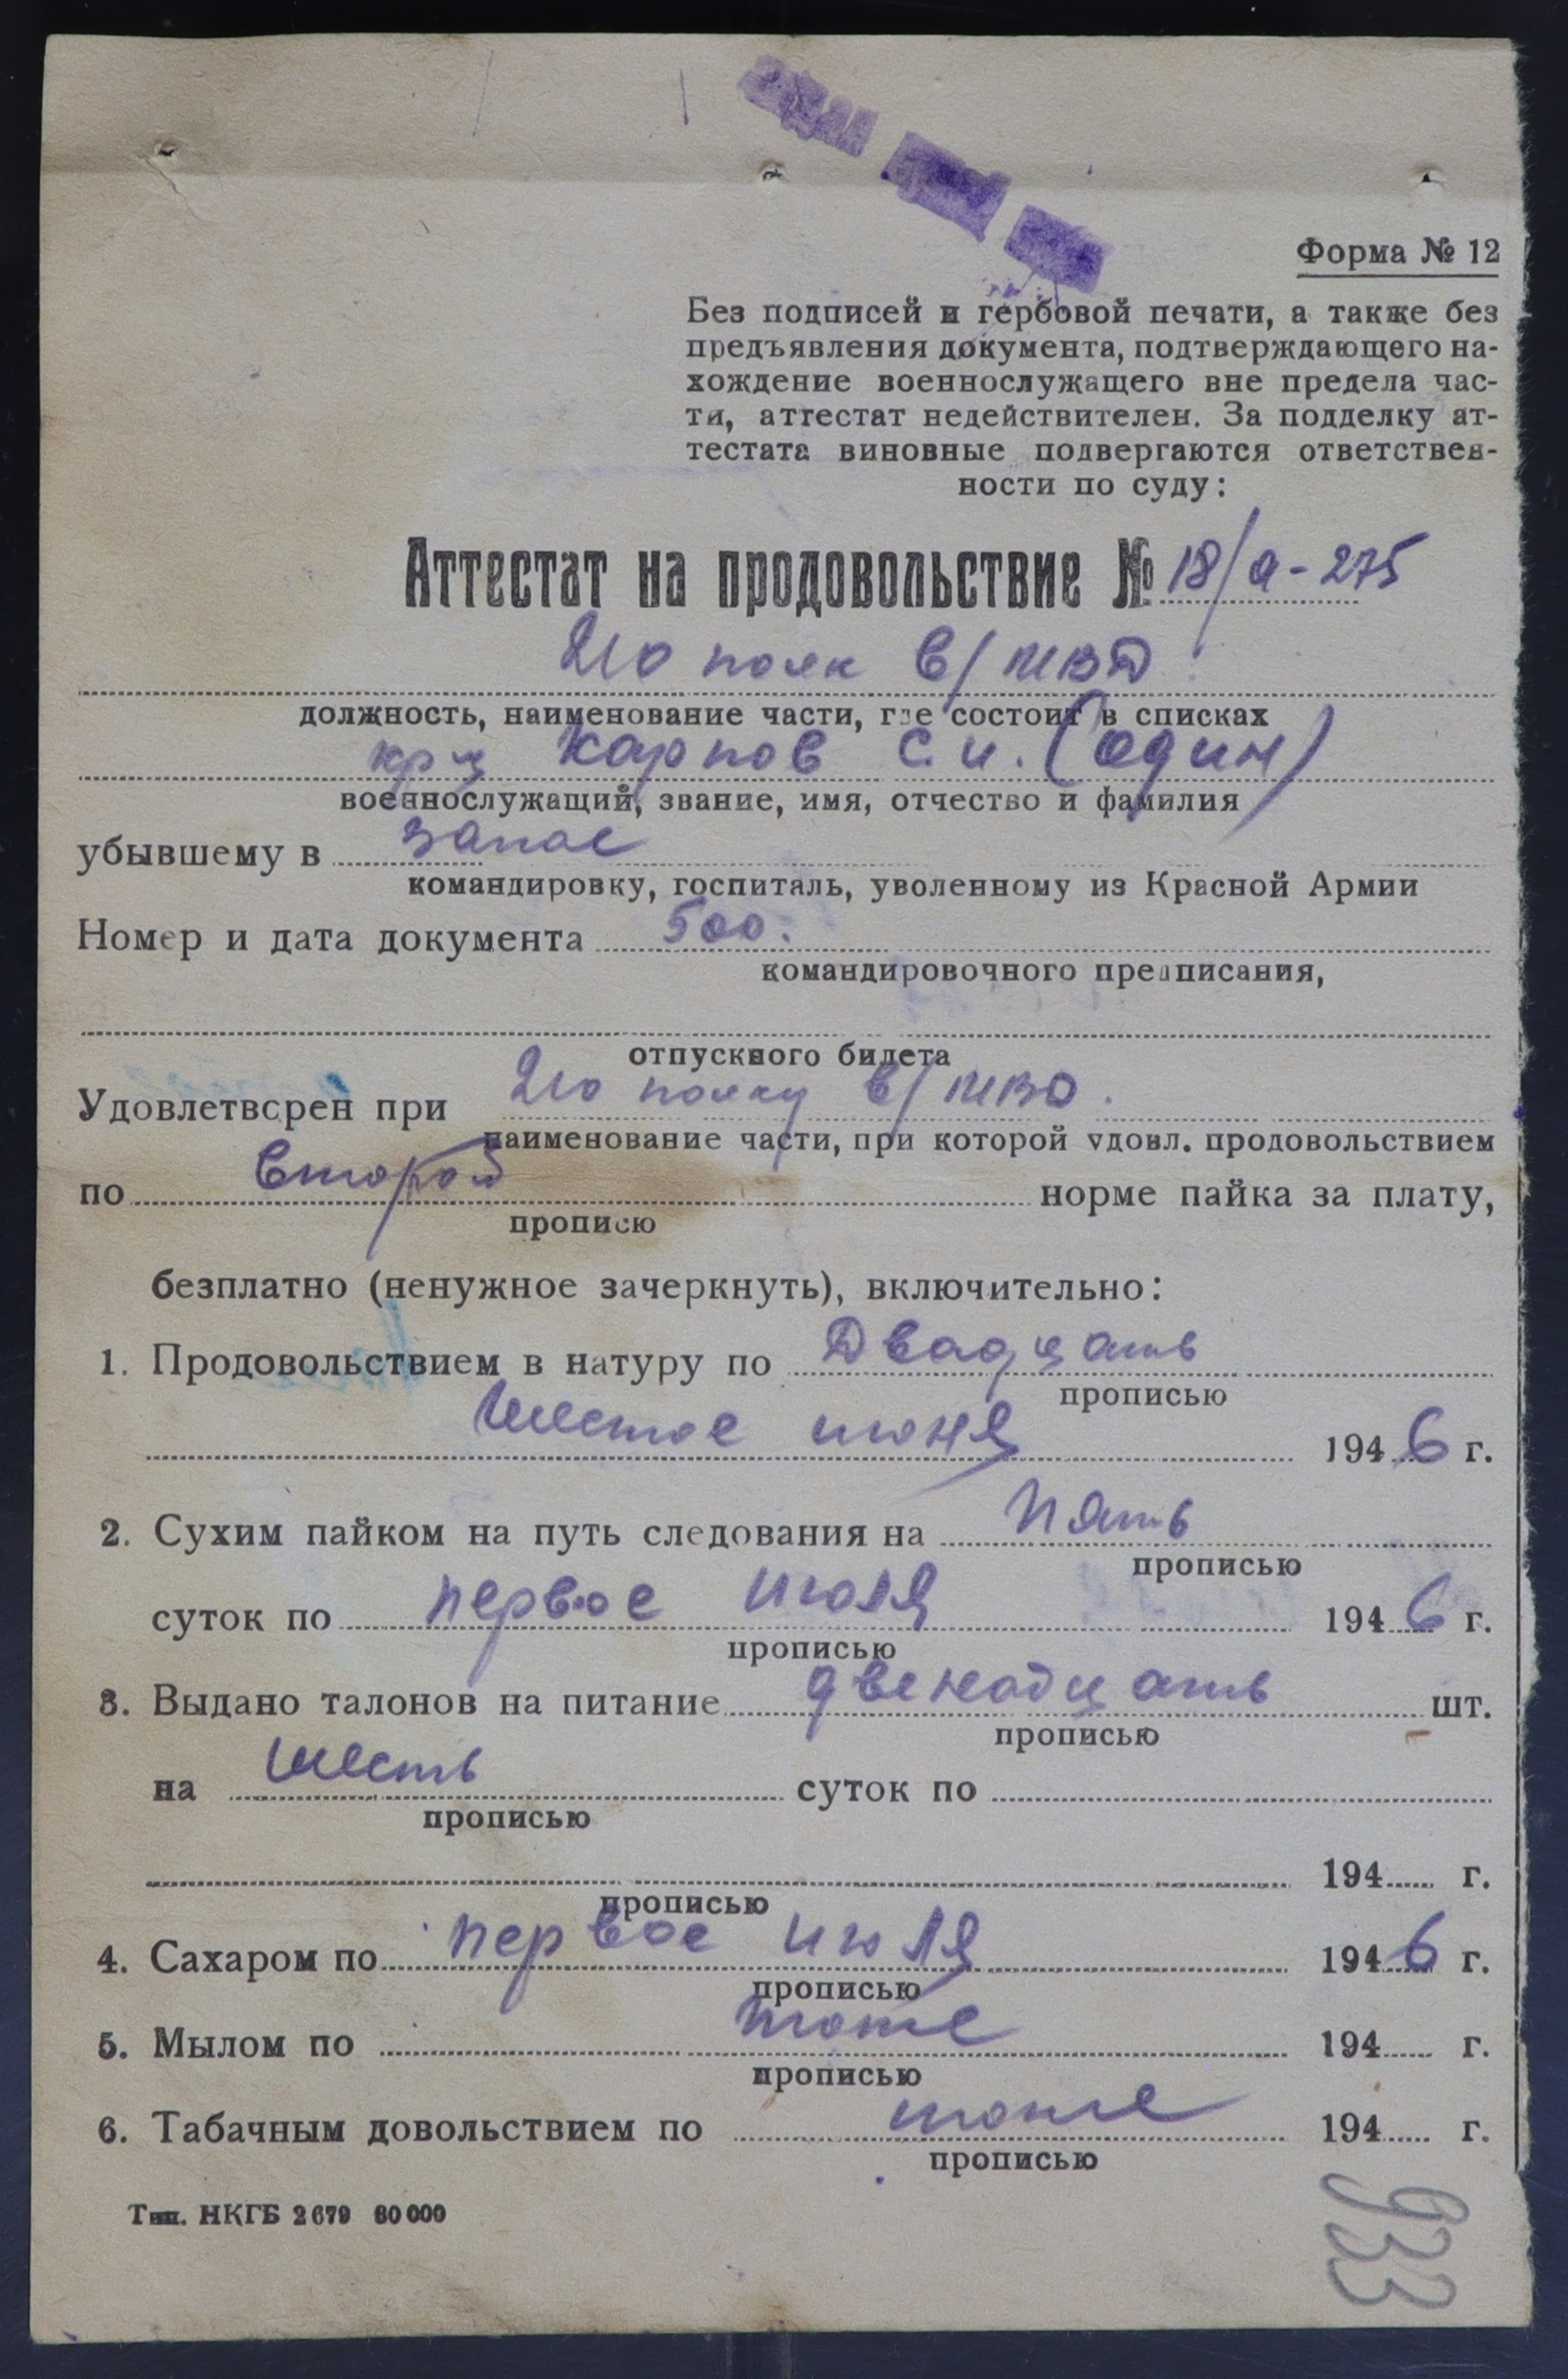 Форма № 12
Без подписей и гербовой печати, а также без
предъявления документа, подтверждающего на-
хождение военнослужащего вне предела час-
ти, аттестат недействителен. За подделку ат-
тестата виновные подвергаются ответствен-
ности по суду:
Аттестат на продовольствие № 18/а-275
210 полк в/МВД
должность, наименование части, где состоит в списках
кр-ц Карпов С. И. (один)
военнослужащий, звание, имя, отчество и фамилия
убывшему в запас
командировку, госпиталь, уволенному из Красной Армии
Номер и дата документа 500.
командировочного предписания,
отпускного билета
Удовлетворен при 210 полку в/МВД.
наименование части, при которой удовл. продовольствием
по второй норме пайка за плату,
прописю
безплатно (ненужное зачеркнуть), включительно:
1. Продовольствием в натуру по Двадцать
прописью
шестое июня 1946 г.
2. Сухим пайком на путь следования на пять
прописью
суток по первое июля 1946 г.
прописью
3. Выдано талонов на питание двенадцать шт.
прописью
на шесть суток по
прописью
194 г.
прописью
4. Сахаром по первое июля 1946 г.
прописью
5. Мылом по тоже 194 г.
прописью
6. Табачным довольствием по тоже 194 г.
прописью
Тип. НКГБ 2679 60000
933